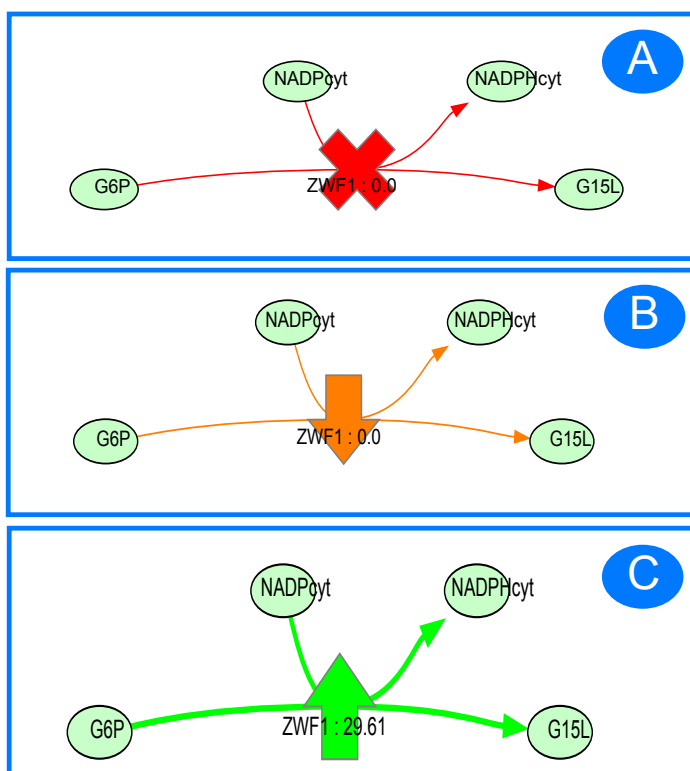 A
NADPcyt
NADPHcyt
G6P
ZWF1 : 0.0
G15L
B
NADPcyt
NADPHcyt
G6P
ZWF1 : 0.0
G15L
C
NADPcyt
NADPHcyt
G6P
ZWF1 : 29.61
G15L